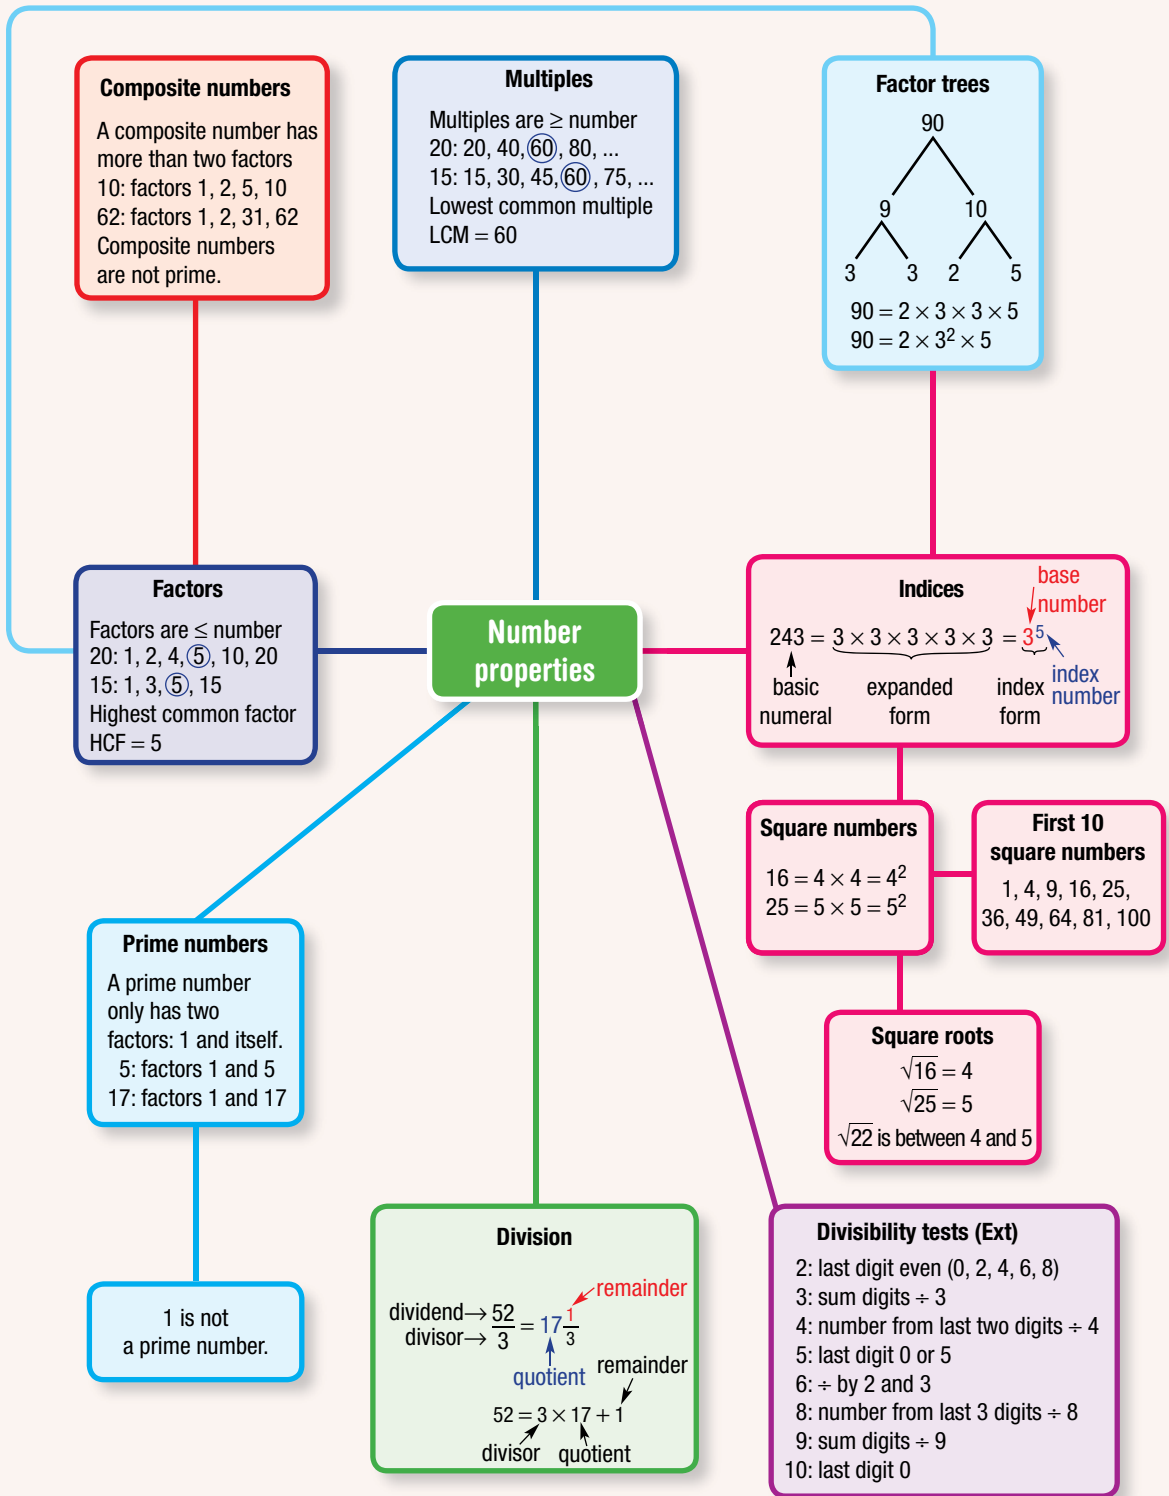 Composite numbers
A composite number has
more than two factors
10: factors 1, 2, 5, 10
62: factors 1, 2, 31, 62
Composite numbers
are not prime.
Multiples
Multiples are ≥ number
20: 20, 40, 60, 80, ...
15: 15, 30, 45, 60, 75, ...
Lowest common multiple
LCM = 60
Factor trees
90
9 10
3 3 2 5
90 = 2 × 3 × 3 × 5
90 = 2 × 3² × 5
Factors
Factors are ≤ number
20: 1, 2, 4, 5, 10, 20
15: 1, 3, 5, 15
Highest common factor
HCF = 5
Number
properties
Indices
base
number
243 = 3 × 3 × 3 × 3 × 3 = 3⁵
basic
numeral
expanded
form
index
form
index
number
Square numbers
16 = 4 × 4 = 4²
25 = 5 × 5 = 5²
First 10
square numbers
1, 4, 9, 16, 25,
36, 49, 64, 81, 100
Square roots
√16 = 4
√25 = 5
√22 is between 4 and 5
Prime numbers
A prime number
only has two
factors: 1 and itself.
5: factors 1 and 5
17: factors 1 and 17
1 is not
a prime number.
Division
remainder
dividend→ 52 = 17 1
divisor→ 3 3
quotient
remainder
52 = 3 × 17 + 1
divisor quotient
Divisibility tests (Ext)
2: last digit even (0, 2, 4, 6, 8)
3: sum digits ÷ 3
4: number from last two digits ÷ 4
5: last digit 0 or 5
6: ÷ by 2 and 3
8: number from last 3 digits ÷ 8
9: sum digits ÷ 9
10: last digit 0